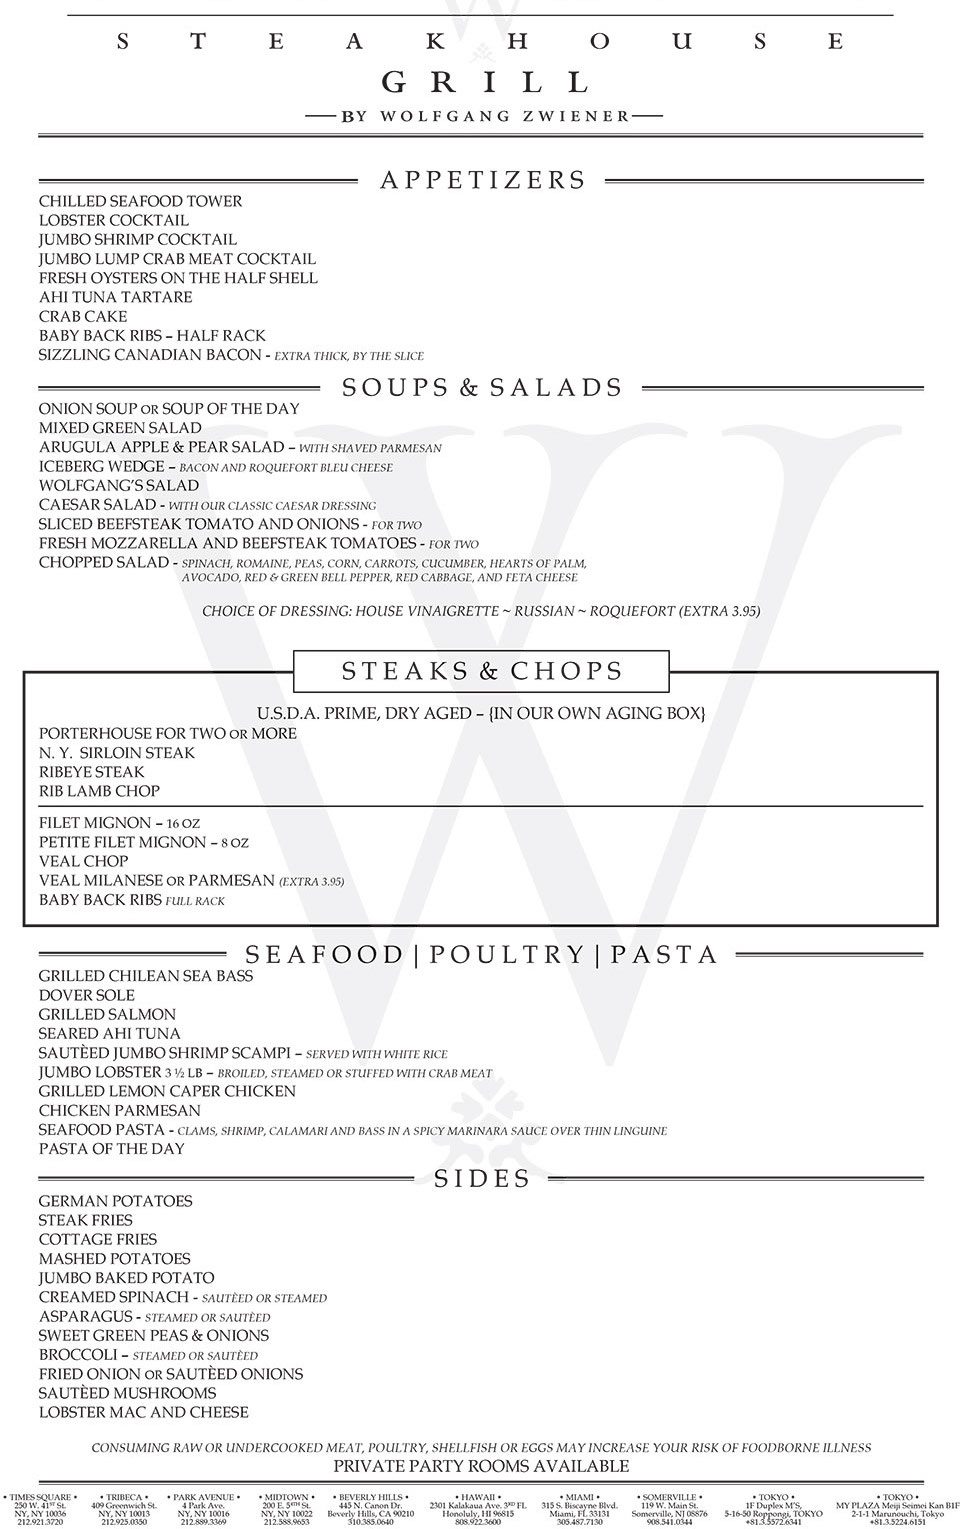 STEAKHOUSE
GRILL
BY WOLFGANG ZWIENER
APPETIZERS
CHILLED SEAFOOD TOWER
LOBSTER COCKTAIL
JUMBO SHRIMP COCKTAIL
JUMBO LUMP CRAB MEAT COCKTAIL
FRESH OYSTERS ON THE HALF SHELL
AHI TUNA TARTARE
CRAB CAKE
BABY BACK RIBS – HALF RACK
SIZZLING CANADIAN BACON - EXTRA THICK, BY THE SLICE
SOUPS & SALADS
ONION SOUP OR SOUP OF THE DAY
MIXED GREEN SALAD
ARUGULA APPLE & PEAR SALAD – WITH SHAVED PARMESAN
ICEBERG WEDGE – BACON AND ROQUEFORT BLEU CHEESE
WOLFGANG'S SALAD
CAESAR SALAD - WITH OUR CLASSIC CAESAR DRESSING
SLICED BEEFSTEAK TOMATO AND ONIONS - FOR TWO
FRESH MOZZARELLA AND BEEFSTEAK TOMATOES - FOR TWO
CHOPPED SALAD - SPINACH, ROMAINE, PEAS, CORN, CARROTS, CUCUMBER, HEARTS OF PALM,
AVOCADO, RED & GREEN BELL PEPPER, RED CABBAGE, AND FETA CHEESE
CHOICE OF DRESSING: HOUSE VINAIGRETTE ~ RUSSIAN ~ ROQUEFORT (EXTRA 3.95)
STEAKS & CHOPS
U.S.D.A. PRIME, DRY AGED – {IN OUR OWN AGING BOX}
PORTERHOUSE FOR TWO OR MORE
N. Y. SIRLOIN STEAK
RIBEYE STEAK
RIB LAMB CHOP
FILET MIGNON – 16 OZ
PETITE FILET MIGNON – 8 OZ
VEAL CHOP
VEAL MILANESE OR PARMESAN (EXTRA 3.95)
BABY BACK RIBS FULL RACK
SEAFOOD | POULTRY | PASTA
GRILLED CHILEAN SEA BASS
DOVER SOLE
GRILLED SALMON
SEARED AHI TUNA
SAUTÈED JUMBO SHRIMP SCAMPI – SERVED WITH WHITE RICE
JUMBO LOBSTER 3 ½ LB – BROILED, STEAMED OR STUFFED WITH CRAB MEAT
GRILLED LEMON CAPER CHICKEN
CHICKEN PARMESAN
SEAFOOD PASTA - CLAMS, SHRIMP, CALAMARI AND BASS IN A SPICY MARINARA SAUCE OVER THIN LINGUINE
PASTA OF THE DAY
SIDES
GERMAN POTATOES
STEAK FRIES
COTTAGE FRIES
MASHED POTATOES
JUMBO BAKED POTATO
CREAMED SPINACH - SAUTÈED OR STEAMED
ASPARAGUS - STEAMED OR SAUTÈED
SWEET GREEN PEAS & ONIONS
BROCCOLI – STEAMED OR SAUTÈED
FRIED ONION OR SAUTÈED ONIONS
SAUTÈED MUSHROOMS
LOBSTER MAC AND CHEESE
CONSUMING RAW OR UNDERCOOKED MEAT, POULTRY, SHELLFISH OR EGGS MAY INCREASE YOUR RISK OF FOODBORNE ILLNESS
PRIVATE PARTY ROOMS AVAILABLE
• TIMES SQUARE •
250 W. 41ST St.
NY, NY 10036
212.921.3720
• TRIBECA •
409 Greenwich St.
NY, NY 10013
212.925.0350
• PARK AVENUE •
4 Park Ave.
NY, NY 10016
212.889.3369
• MIDTOWN •
200 E. 5TH St.
NY, NY 10022
212.588.9653
• BEVERLY HILLS •
445 N. Canon Dr.
Beverly Hills, CA 90210
310.385.0640
• HAWAII •
2301 Kalakaua Ave. 3RD FL
Honoluly, HI 96815
808.922.3600
• MIAMI •
315 S. Biscayne Blvd.
Miami, FL 33131
305.487.7130
• SOMERVILLE •
119 W. Main St.
Somerville, NJ 08876
908.541.0344
• TOKYO •
1F Duplex M'S,
5-16-50 Roppongi, TOKYO
+81.3.5572.6341
• TOKYO •
MY PLAZA Meiji Seimei Kan B1F
2-1-1 Marunouchi, Tokyo
+81.3.5224.6151